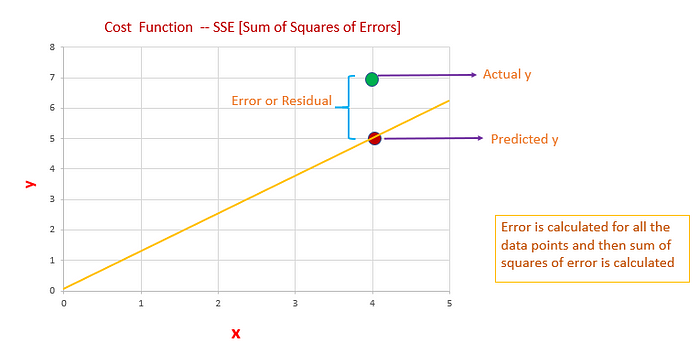 Cost Function -- SSE [Sum of Squares of Errors]
8
7
6
5
4
3
2
1
0
0 1 2 3 4 5
y
x
Error or Residual
Actual y
Predicted y
Error is calculated for all the
data points and then sum of
squares of error is calculated